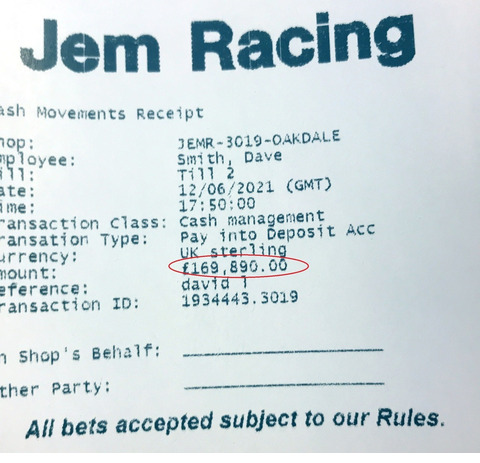 Jem Racing
ash Movements Receipt
hop: JEMR-3019-OAKDALE
mployee: Smith, Dave
ill: Till 2
ate: 12/06/2021 (GMT)
ime: 17:50:00
ransaction Class: Cash management
ransation Type: Pay into Deposit Acc
urrency: UK sterling
mount: £169,890.00
eference: david 1
ransaction ID: 1934443.3019
n Shop's Behalf:
ther Party:
All bets accepted subject to our Rules.